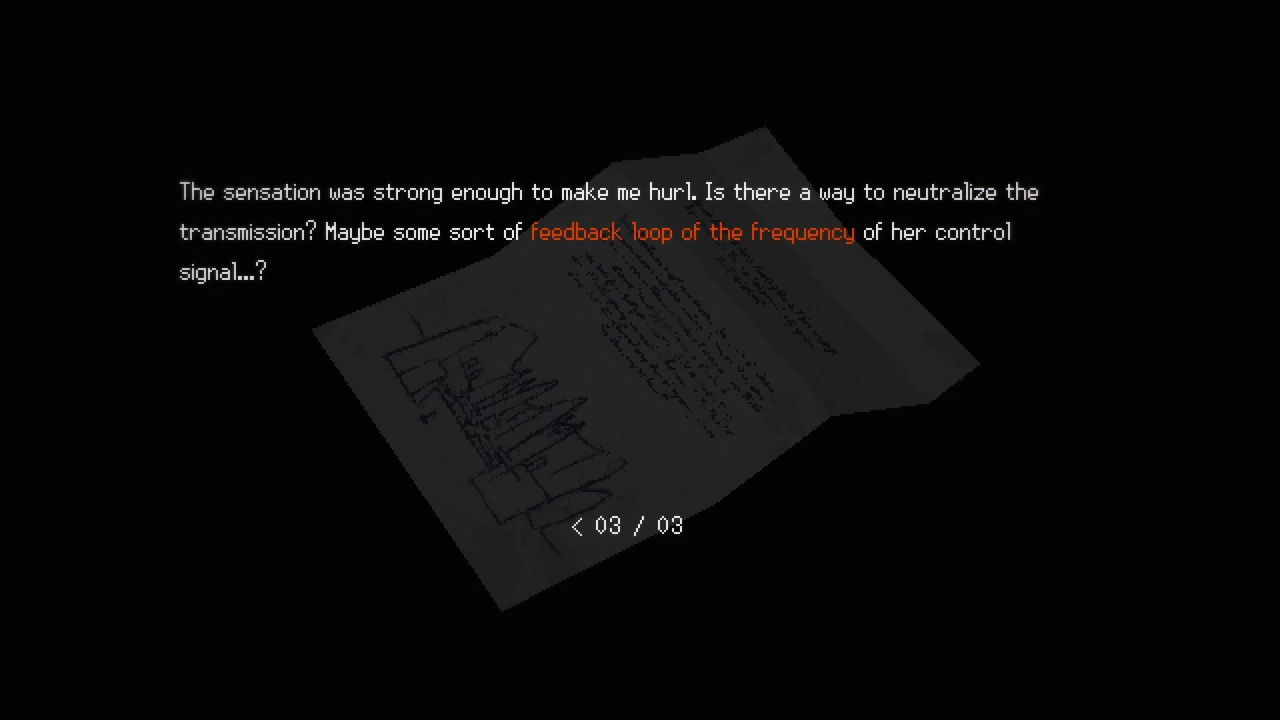 The sensation was strong enough to make me hurl. Is there a way to neutralize the
transmission? Maybe some sort of feedback loop of the frequency of her control
signal...?
< 03 / 03